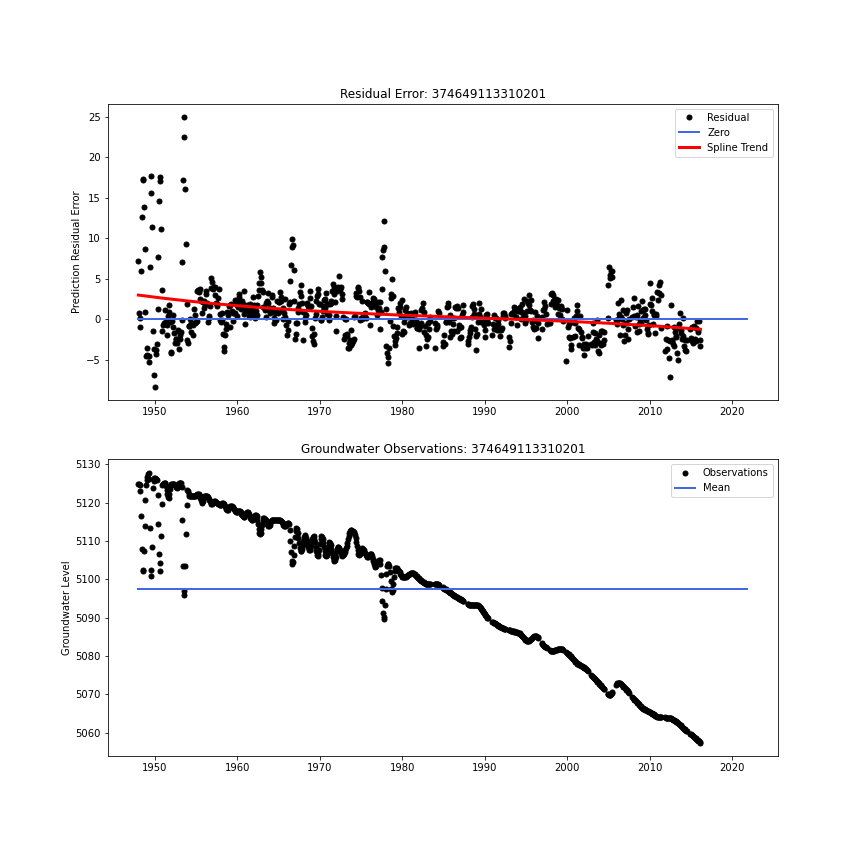 Residual Error: 374649113310201
25
20
15
10
5
0
−5
Prediction Residual Error
Residual
Zero
Spline Trend
1950 1960 1970 1980 1990 2000 2010 2020
Groundwater Observations: 374649113310201
5130
5120
5110
5100
5090
5080
5070
5060
Groundwater Level
Observations
Mean
1950 1960 1970 1980 1990 2000 2010 2020